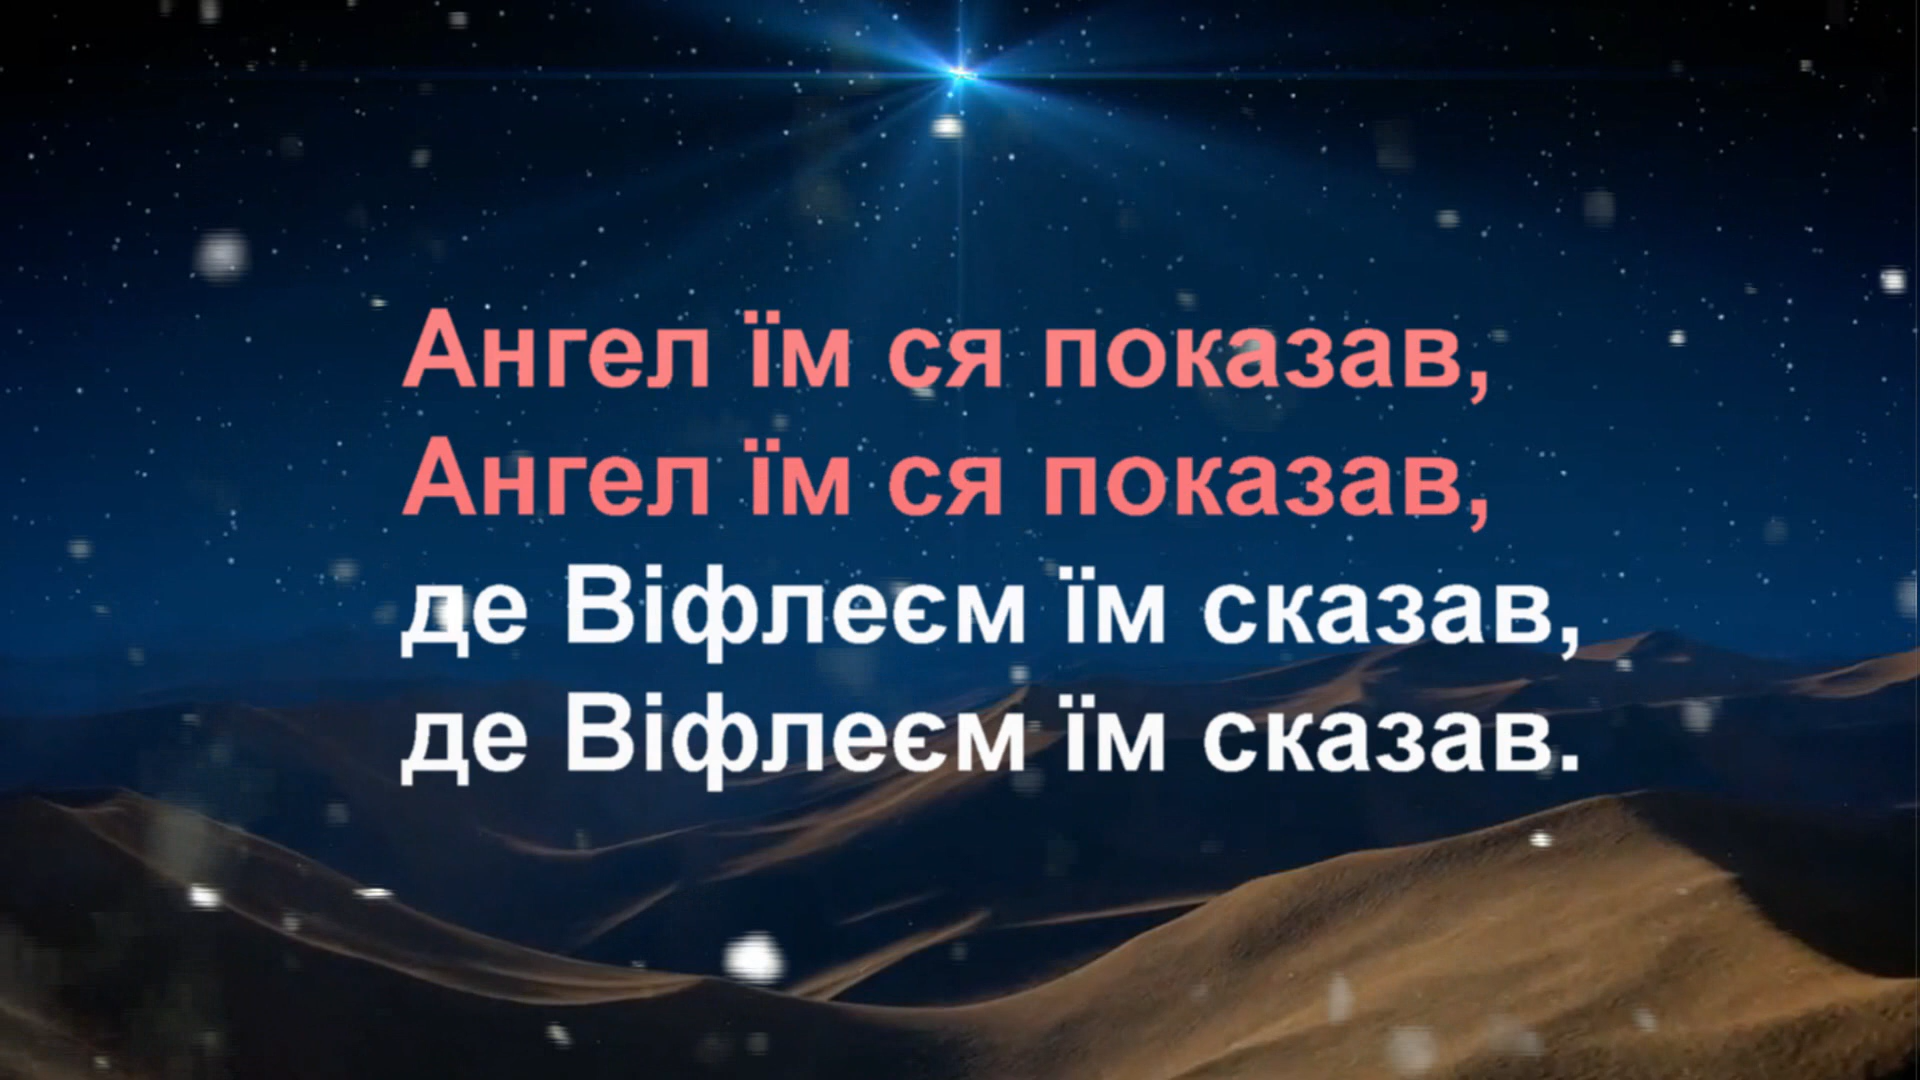 Ангел їм ся показав,
Ангел їм ся показав,
де Віфлеєм їм сказав,
де Віфлеєм їм сказав.